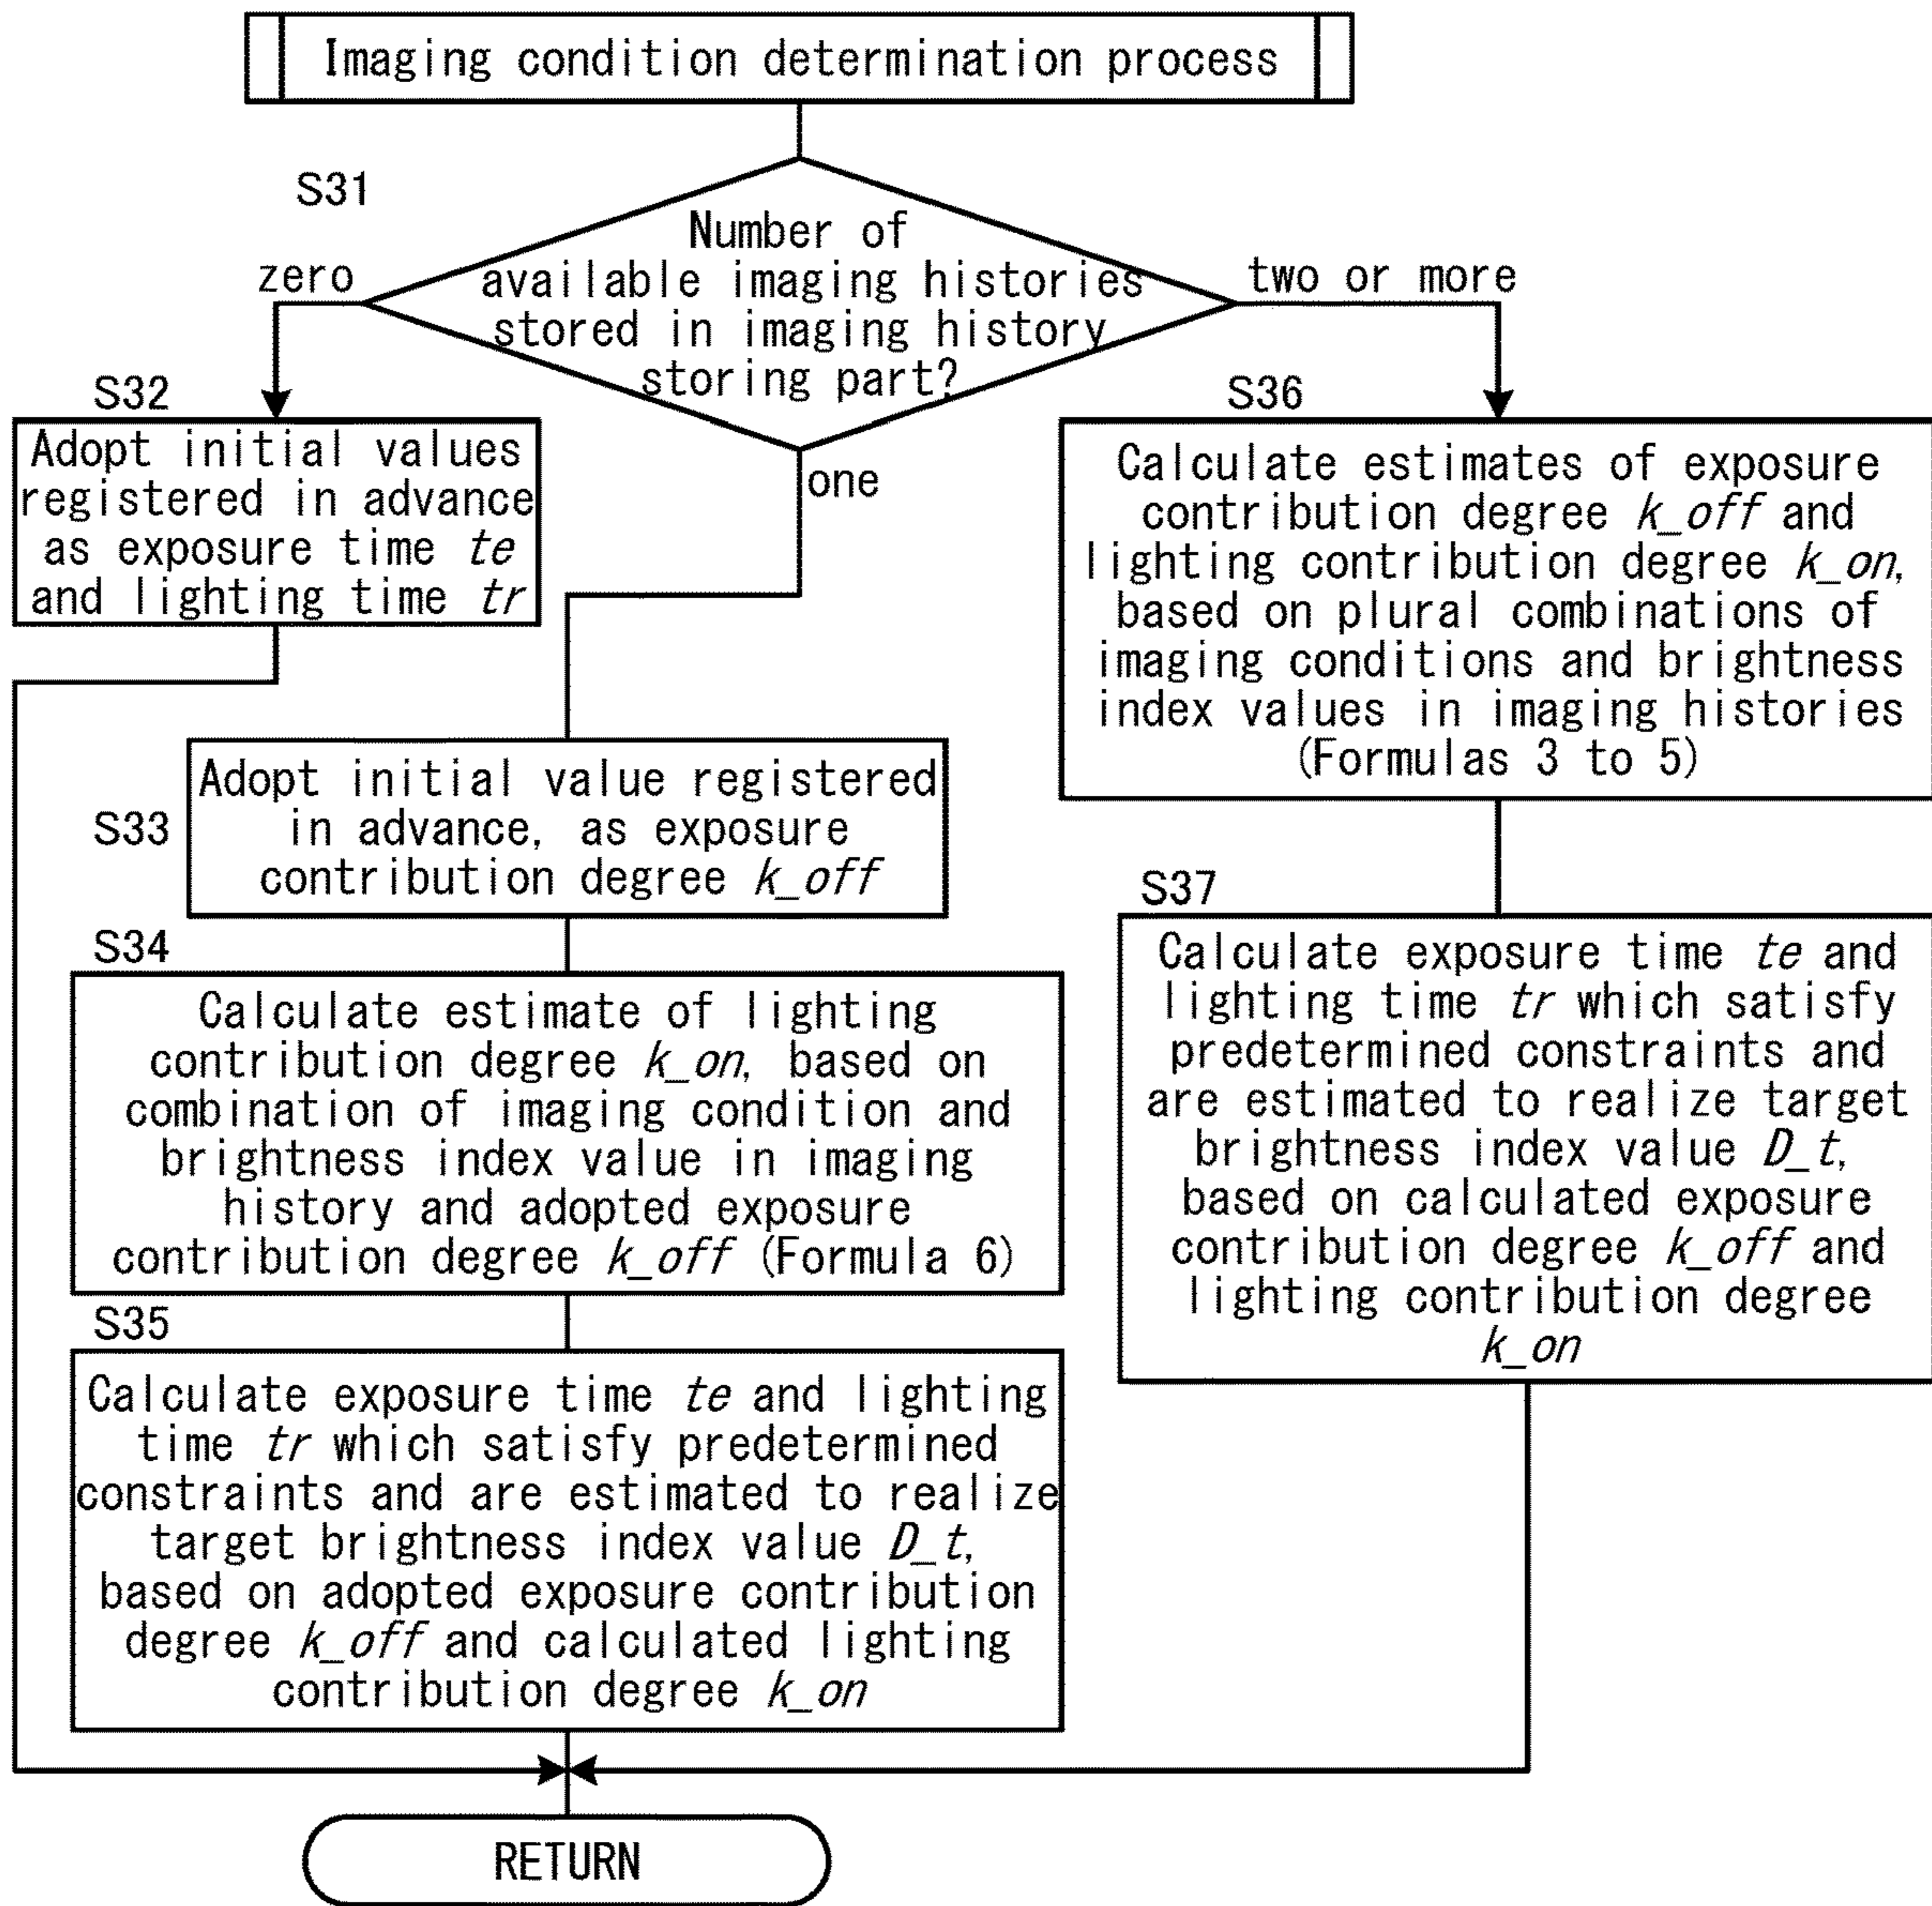 Imaging condition determination process
S31
Number of
available imaging histories
stored in imaging history
storing part?
zero
two or more
one
S32
Adopt initial values
registered in advance
as exposure time te
and lighting time tr
S33
Adopt initial value registered
in advance, as exposure
contribution degree k_off
S34
Calculate estimate of lighting
contribution degree k_on, based on
combination of imaging condition and
brightness index value in imaging
history and adopted exposure
contribution degree k_off (Formula 6)
S35
Calculate exposure time te and lighting
time tr which satisfy predetermined
constraints and are estimated to realize
target brightness index value D_t,
based on adopted exposure contribution
degree k_off and calculated lighting
contribution degree k_on
S36
Calculate estimates of exposure
contribution degree k_off and
lighting contribution degree k_on,
based on plural combinations of
imaging conditions and brightness
index values in imaging histories
(Formulas 3 to 5)
S37
Calculate exposure time te and
lighting time tr which satisfy
predetermined constraints and
are estimated to realize target
brightness index value D_t,
based on calculated exposure
contribution degree k_off and
lighting contribution degree
k_on
RETURN